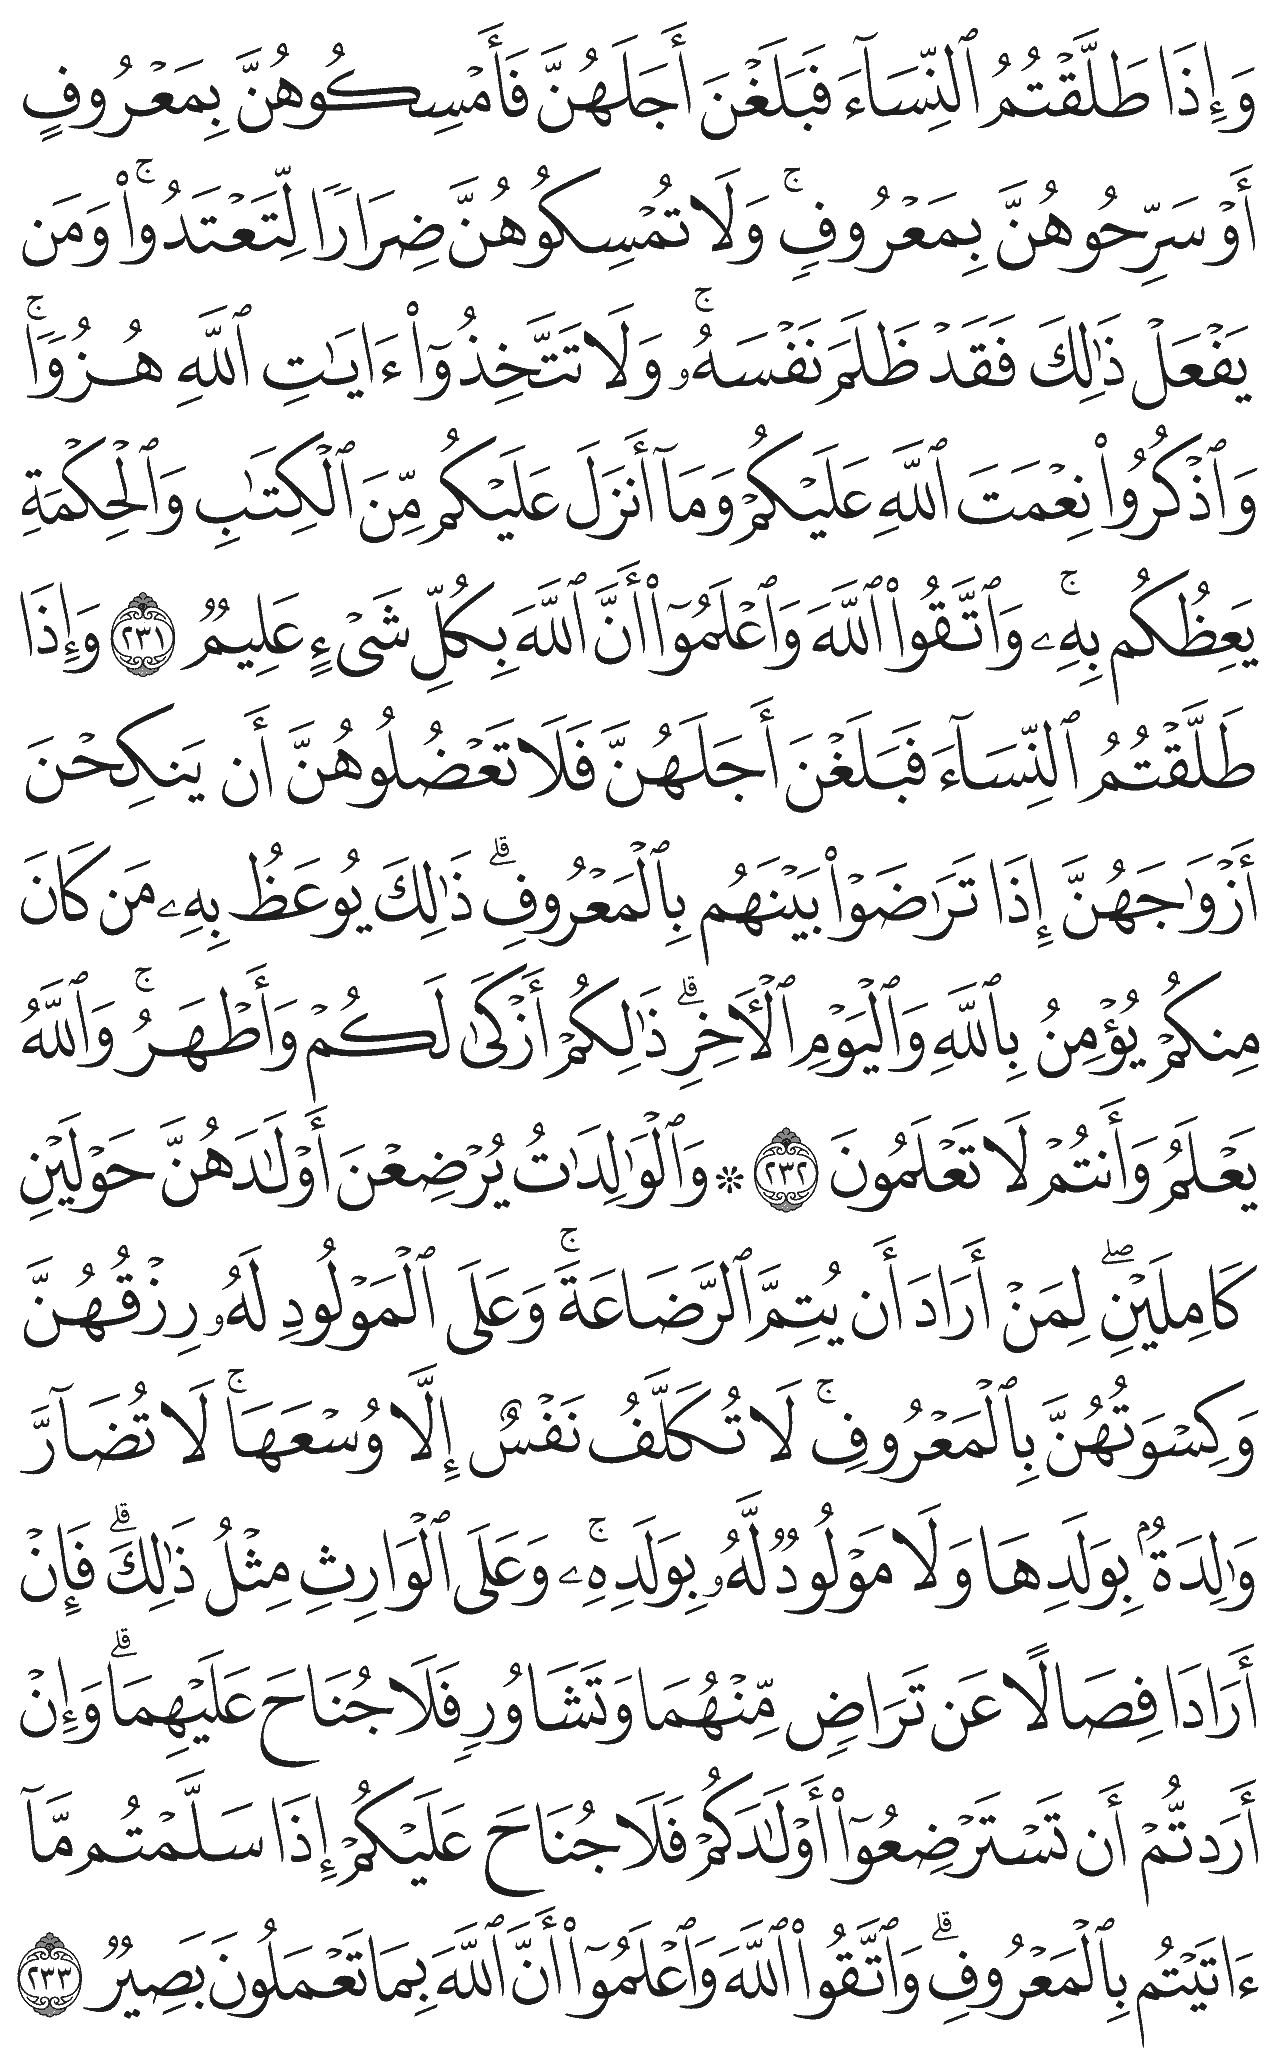 وَإِذَا طَلَّقۡتُمُ ٱلنِّسَآءَ فَبَلَغۡنَ أَجَلَهُنَّ فَأَمۡسِكُوهُنَّ بِمَعۡرُوفٍ
أَوۡ سَرِّحُوهُنَّ بِمَعۡرُوفٖۚ وَلَا تُمۡسِكُوهُنَّ ضِرَارٗا لِّتَعۡتَدُواْۚ وَمَن
يَفۡعَلۡ ذَٰلِكَ فَقَدۡ ظَلَمَ نَفۡسَهُۥۚ وَلَا تَتَّخِذُوٓاْ ءَايَٰتِ ٱللَّهِ هُزُوٗاۚ
وَٱذۡكُرُواْ نِعۡمَتَ ٱللَّهِ عَلَيۡكُمۡ وَمَآ أَنزَلَ عَلَيۡكُم مِّنَ ٱلۡكِتَٰبِ وَٱلۡحِكۡمَةِ
يَعِظُكُم بِهِۦۚ وَٱتَّقُواْ ٱللَّهَ وَٱعۡلَمُوٓاْ أَنَّ ٱللَّهَ بِكُلِّ شَيۡءٍ عَلِيمٞ ٢٣١ وَإِذَا
طَلَّقۡتُمُ ٱلنِّسَآءَ فَبَلَغۡنَ أَجَلَهُنَّ فَلَا تَعۡضُلُوهُنَّ أَن يَنكِحۡنَ
أَزۡوَٰجَهُنَّ إِذَا تَرَٰضَوۡاْ بَيۡنَهُم بِٱلۡمَعۡرُوفِۗ ذَٰلِكَ يُوعَظُ بِهِۦ مَن كَانَ
مِنكُمۡ يُؤۡمِنُ بِٱللَّهِ وَٱلۡيَوۡمِ ٱلۡأٓخِرِۗ ذَٰلِكُمۡ أَزۡكَىٰ لَكُمۡ وَأَطۡهَرُۚ وَٱللَّهُ
يَعۡلَمُ وَأَنتُمۡ لَا تَعۡلَمُونَ ٢٣٢ ۞ وَٱلۡوَٰلِدَٰتُ يُرۡضِعۡنَ أَوۡلَٰدَهُنَّ حَوۡلَيۡنِ
كَامِلَيۡنِۖ لِمَنۡ أَرَادَ أَن يُتِمَّ ٱلرَّضَاعَةَۚ وَعَلَى ٱلۡمَوۡلُودِ لَهُۥ رِزۡقُهُنَّ
وَكِسۡوَتُهُنَّ بِٱلۡمَعۡرُوفِۚ لَا تُكَلَّفُ نَفۡسٌ إِلَّا وُسۡعَهَاۚ لَا تُضَآرَّ
وَٰلِدَةُۢ بِوَلَدِهَا وَلَا مَوۡلُودٞ لَّهُۥ بِوَلَدِهِۦۚ وَعَلَى ٱلۡوَارِثِ مِثۡلُ ذَٰلِكَۗ فَإِنۡ
أَرَادَا فِصَالًا عَن تَرَاضٖ مِّنۡهُمَا وَتَشَاوُرٖ فَلَا جُنَاحَ عَلَيۡهِمَاۗ وَإِنۡ
أَرَدتُّمۡ أَن تَسۡتَرۡضِعُوٓاْ أَوۡلَٰدَكُمۡ فَلَا جُنَاحَ عَلَيۡكُمۡ إِذَا سَلَّمۡتُم مَّآ
ءَاتَيۡتُم بِٱلۡمَعۡرُوفِۗ وَٱتَّقُواْ ٱللَّهَ وَٱعۡلَمُوٓاْ أَنَّ ٱللَّهَ بِمَا تَعۡمَلُونَ بَصِيرٞ ٢٣٣